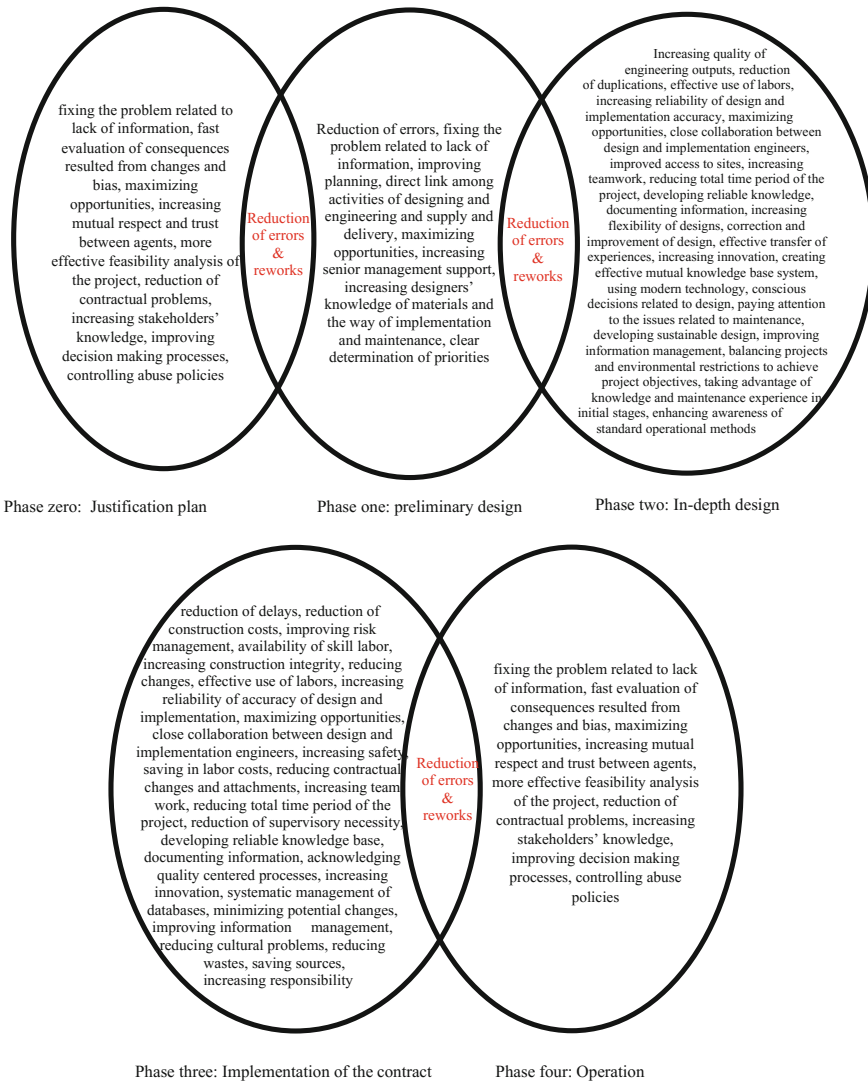 fixing the problem related to
lack of information, fast
evaluation of consequences
resulted from changes and
bias, maximizing
opportunities, increasing
mutual respect and trust
between agents, more
effective feasibility analysis of
the project, reduction of
contractual problems,
increasing stakeholders’
knowledge, improving
decision making processes,
controlling abuse policies
Reduction
of errors
&
reworks
Reduction of errors, fixing the
problem related to lack of
information, improving
planning, direct link among
activities of designing and
engineering and supply and
delivery, maximizing
opportunities, increasing
senior management support,
increasing designers’
knowledge of materials and
the way of implementation
and maintenance, clear
determination of priorities
Reduction
of errors
&
reworks
Increasing quality of
engineering outputs, reduction
of duplications, effective use of labors,
increasing reliability of design and
implementation accuracy, maximizing
opportunities, close collaboration between
design and implementation engineers,
improved access to sites, increasing
teamwork, reducing total time period of the
project, developing reliable knowledge,
documenting information, increasing
flexibility of designs, correction and
improvement of design, effective transfer of
experiences, increasing innovation, creating
effective mutual knowledge base system,
using modern technology, conscious
decisions related to design, paying attention
to the issues related to maintenance,
developing sustainable design, improving
information management, balancing projects
and environmental restrictions to achieve
project objectives, taking advantage of
knowledge and maintenance experience in
initial stages, enhancing awareness of
standard operational methods
Phase zero: Justification plan
Phase one: preliminary design
Phase two: In-depth design
reduction of delays, reduction of
construction costs, improving risk
management, availability of skill labor,
increasing construction integrity, reducing
changes, effective use of labors, increasing
reliability of accuracy of design and
implementation, maximizing opportunities,
close collaboration between design and
implementation engineers, increasing safety,
saving in labor costs, reducing contractual
changes and attachments, increasing team
work, reducing total time period of the
project, reduction of supervisory necessity,
developing reliable knowledge base,
documenting information, acknowledging
quality centered processes, increasing
innovation, systematic management of
databases, minimizing potential changes,
improving information management,
reducing cultural problems, reducing
wastes, saving sources,
increasing responsibility
Reduction
of errors
&
reworks
fixing the problem related to lack
of information, fast evaluation of
consequences resulted from
changes and bias, maximizing
opportunities, increasing mutual
respect and trust between agents,
more effective feasibility analysis
of the project, reduction of
contractual problems, increasing
stakeholders’ knowledge,
improving decision making
processes, controlling abuse
policies
Phase three: Implementation of the contract
Phase four: Operation